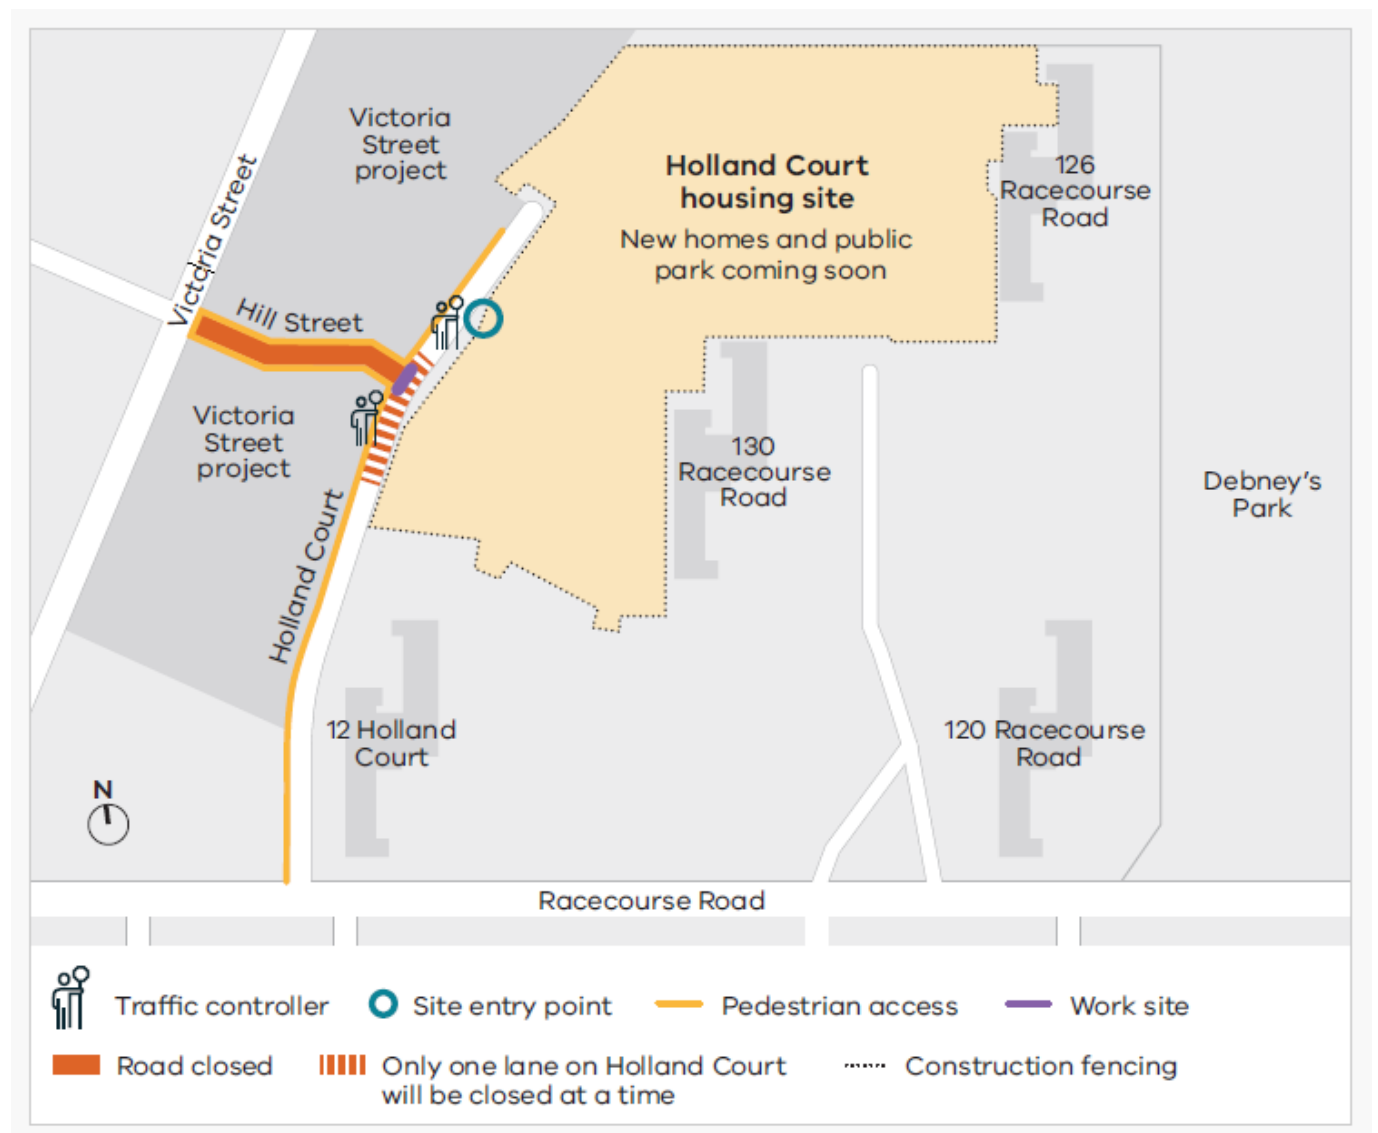 Victoria
Street
project
Holland Court
housing site
New homes and public
park coming soon
126
Racecourse
Road
Victoria Street
Hill Street
Victoria
Street
project
130
Racecourse
Road
Debney's
Park
Holland Court
12 Holland
Court
120 Racecourse
Road
N
Racecourse Road
Traffic controller
Site entry point
Pedestrian access
Work site
Road closed
Only one lane on Holland Court
will be closed at a time
Construction fencing